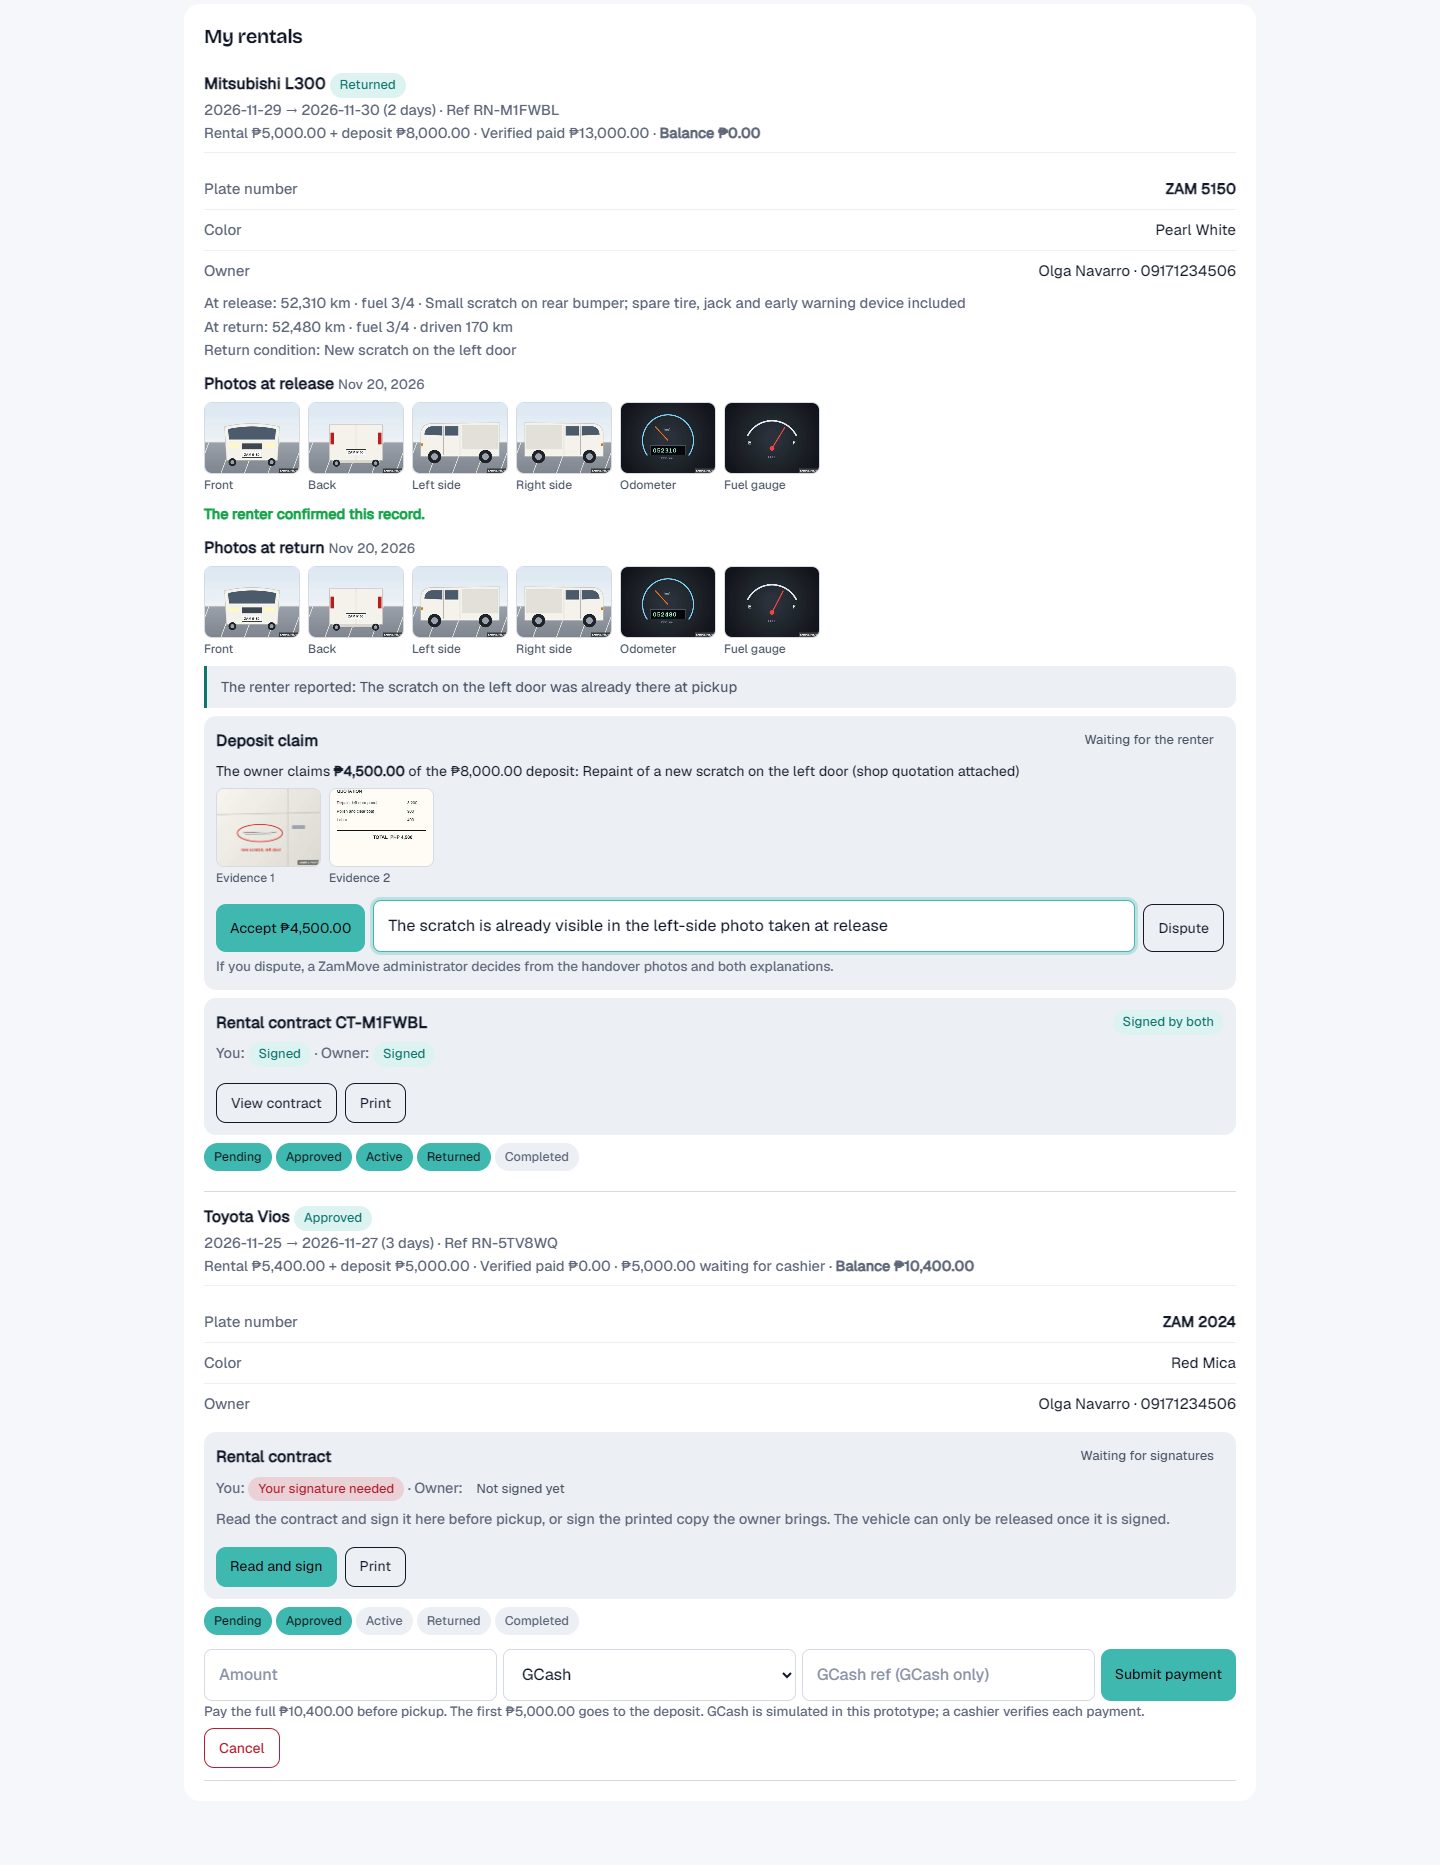 My rentals
Mitsubishi L300 Returned
2026-11-29 → 2026-11-30 (2 days) · Ref RN-M1FWBL
Rental ₱5,000.00 + deposit ₱8,000.00 · Verified paid ₱13,000.00 · Balance ₱0.00
Plate number ZAM 5150
Color Pearl White
Owner Olga Navarro · 09171234506
At release: 52,310 km · fuel 3/4 · Small scratch on rear bumper; spare tire, jack and early warning device included
At return: 52,480 km · fuel 3/4 · driven 170 km
Return condition: New scratch on the left door
Photos at release Nov 20, 2026
052310
E F
Front Back Left side Right side Odometer Fuel gauge
The renter confirmed this record.
Photos at return Nov 20, 2026
052480
E F
Front Back Left side Right side Odometer Fuel gauge
The renter reported: The scratch on the left door was already there at pickup
Deposit claim Waiting for the renter
The owner claims ₱4,500.00 of the ₱8,000.00 deposit: Repaint of a new scratch on the left door (shop quotation attached)
QUOTATION
Evidence 1 Evidence 2
Accept ₱4,500.00 The scratch is already visible in the left-side photo taken at release Dispute
If you dispute, a ZamMove administrator decides from the handover photos and both explanations.
Rental contract CT-M1FWBL Signed by both
You: Signed · Owner: Signed
View contract Print
Pending Approved Active Returned Completed
Toyota Vios Approved
2026-11-25 → 2026-11-27 (3 days) · Ref RN-5TV8WQ
Rental ₱5,400.00 + deposit ₱5,000.00 · Verified paid ₱0.00 · ₱5,000.00 waiting for cashier · Balance ₱10,400.00
Plate number ZAM 2024
Color Red Mica
Owner Olga Navarro · 09171234506
Rental contract Waiting for signatures
You: Your signature needed · Owner: Not signed yet
Read the contract and sign it here before pickup, or sign the printed copy the owner brings. The vehicle can only be released once it is signed.
Read and sign Print
Pending Approved Active Returned Completed
Amount GCash GCash ref (GCash only) Submit payment
Pay the full ₱10,400.00 before pickup. The first ₱5,000.00 goes to the deposit. GCash is simulated in this prototype; a cashier verifies each payment.
Cancel